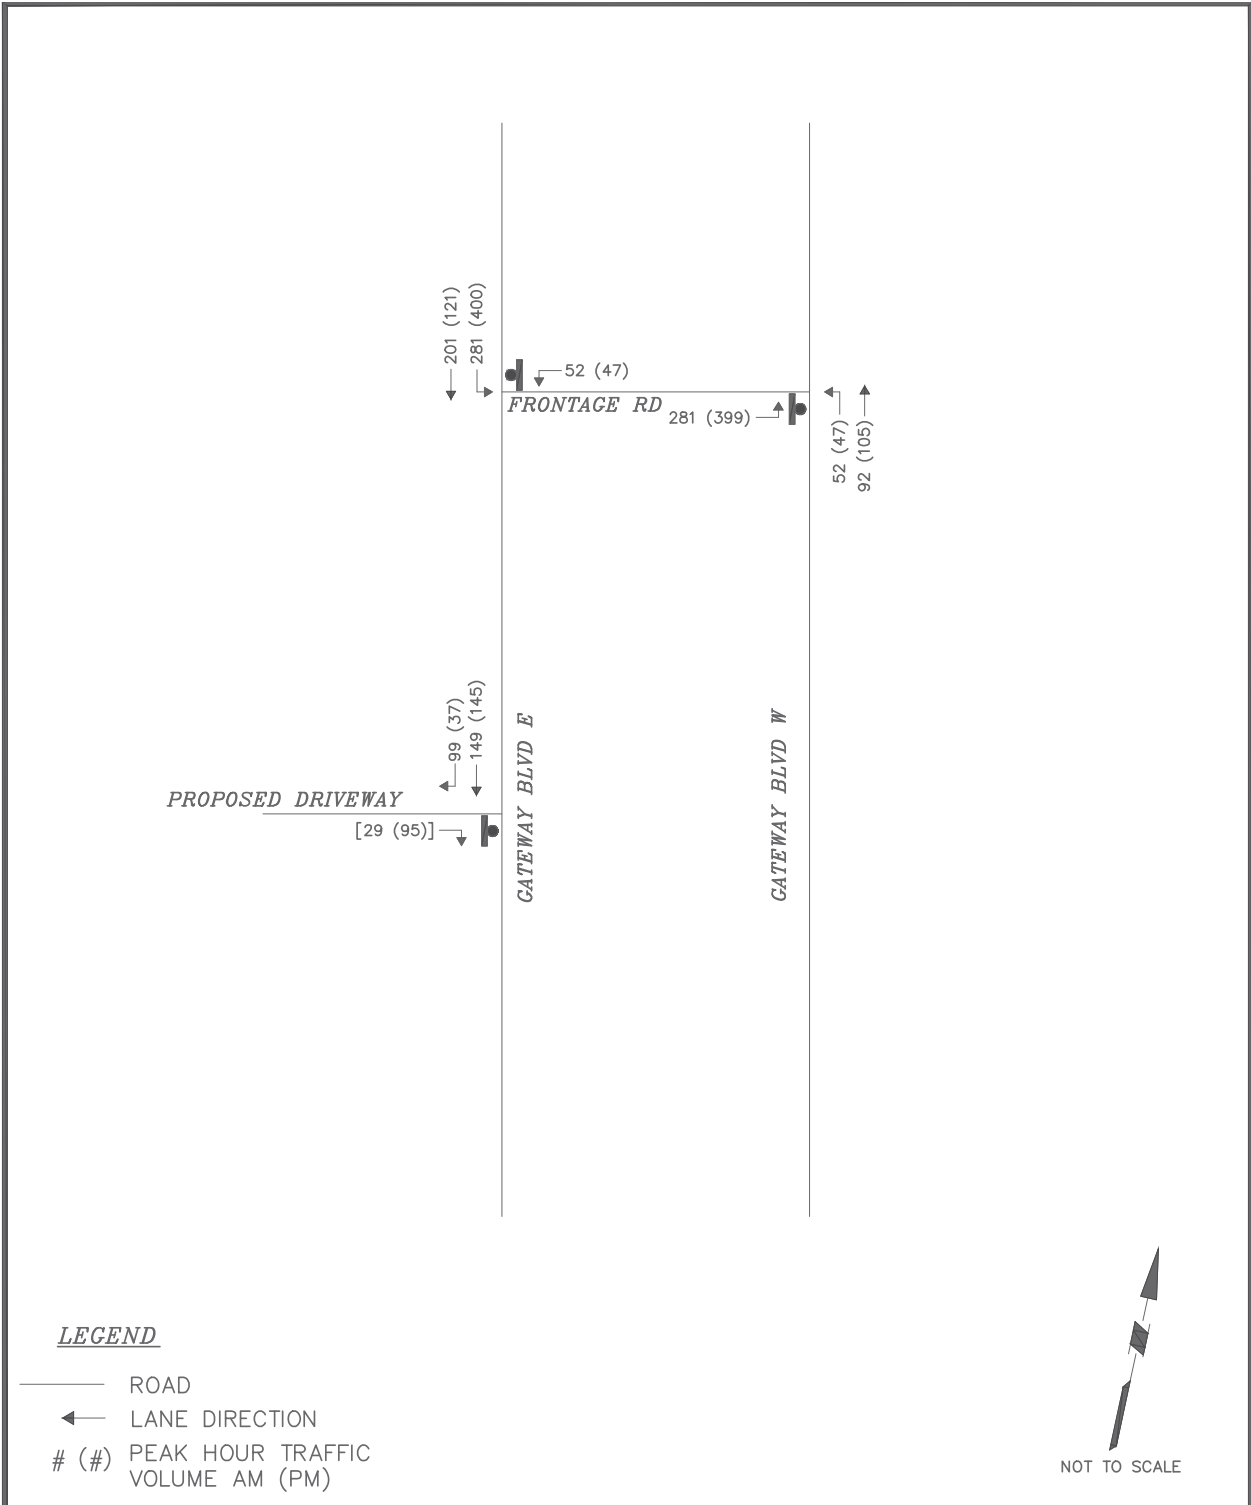 201 (121)
281 (400)
52 (47)
FRONTAGE RD
281 (399)
52 (47)
92 (105)
99 (37)
149 (145)
GATEWAY BLVD E
GATEWAY BLVD W
PROPOSED DRIVEWAY
[29 (95)]
LEGEND
ROAD
LANE DIRECTION
# (#) PEAK HOUR TRAFFIC
VOLUME AM (PM)
NOT TO SCALE